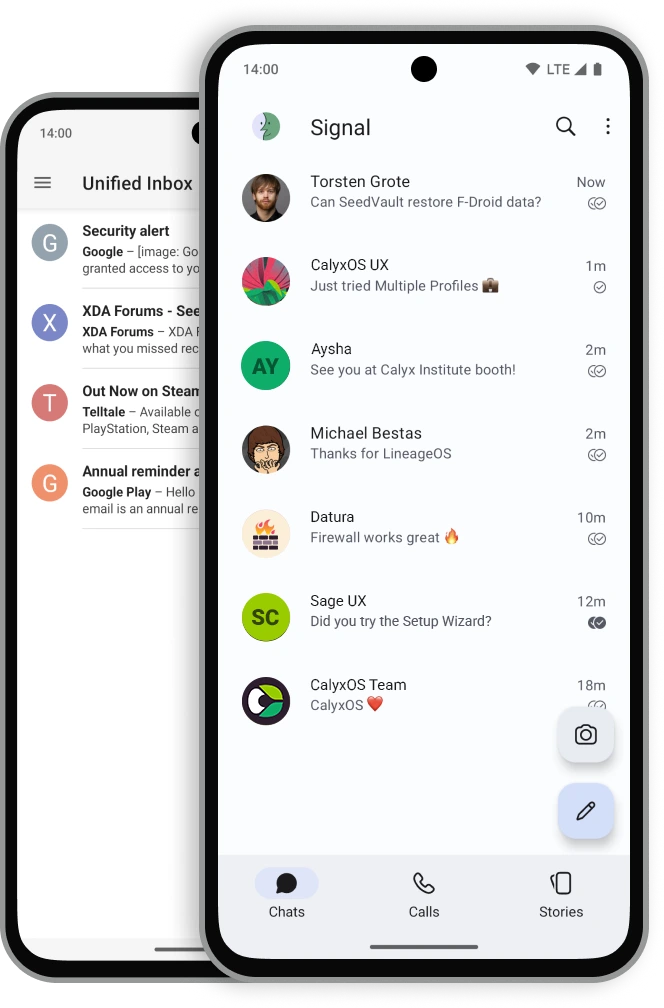 14:00
Unified Inbox
G
Security alert
Google – [image: Go
granted access to yo
X
XDA Forums - See
XDA Forums – XDA F
what you missed rec
T
Out Now on Steam
Telltale – Available o
PlayStation, Steam a
G
Annual reminder a
Google Play – Hello
email is an annual re
14:00
LTE
Signal
Torsten Grote
Now
Can SeedVault restore F-Droid data?
CalyxOS UX
1m
Just tried Multiple Profiles 💼
AY
Aysha
2m
See you at Calyx Institute booth!
Michael Bestas
2m
Thanks for LineageOS
Datura
10m
Firewall works great 🔥
SC
Sage UX
12m
Did you try the Setup Wizard?
CalyxOS Team
18m
CalyxOS ❤️
Chats
Calls
Stories